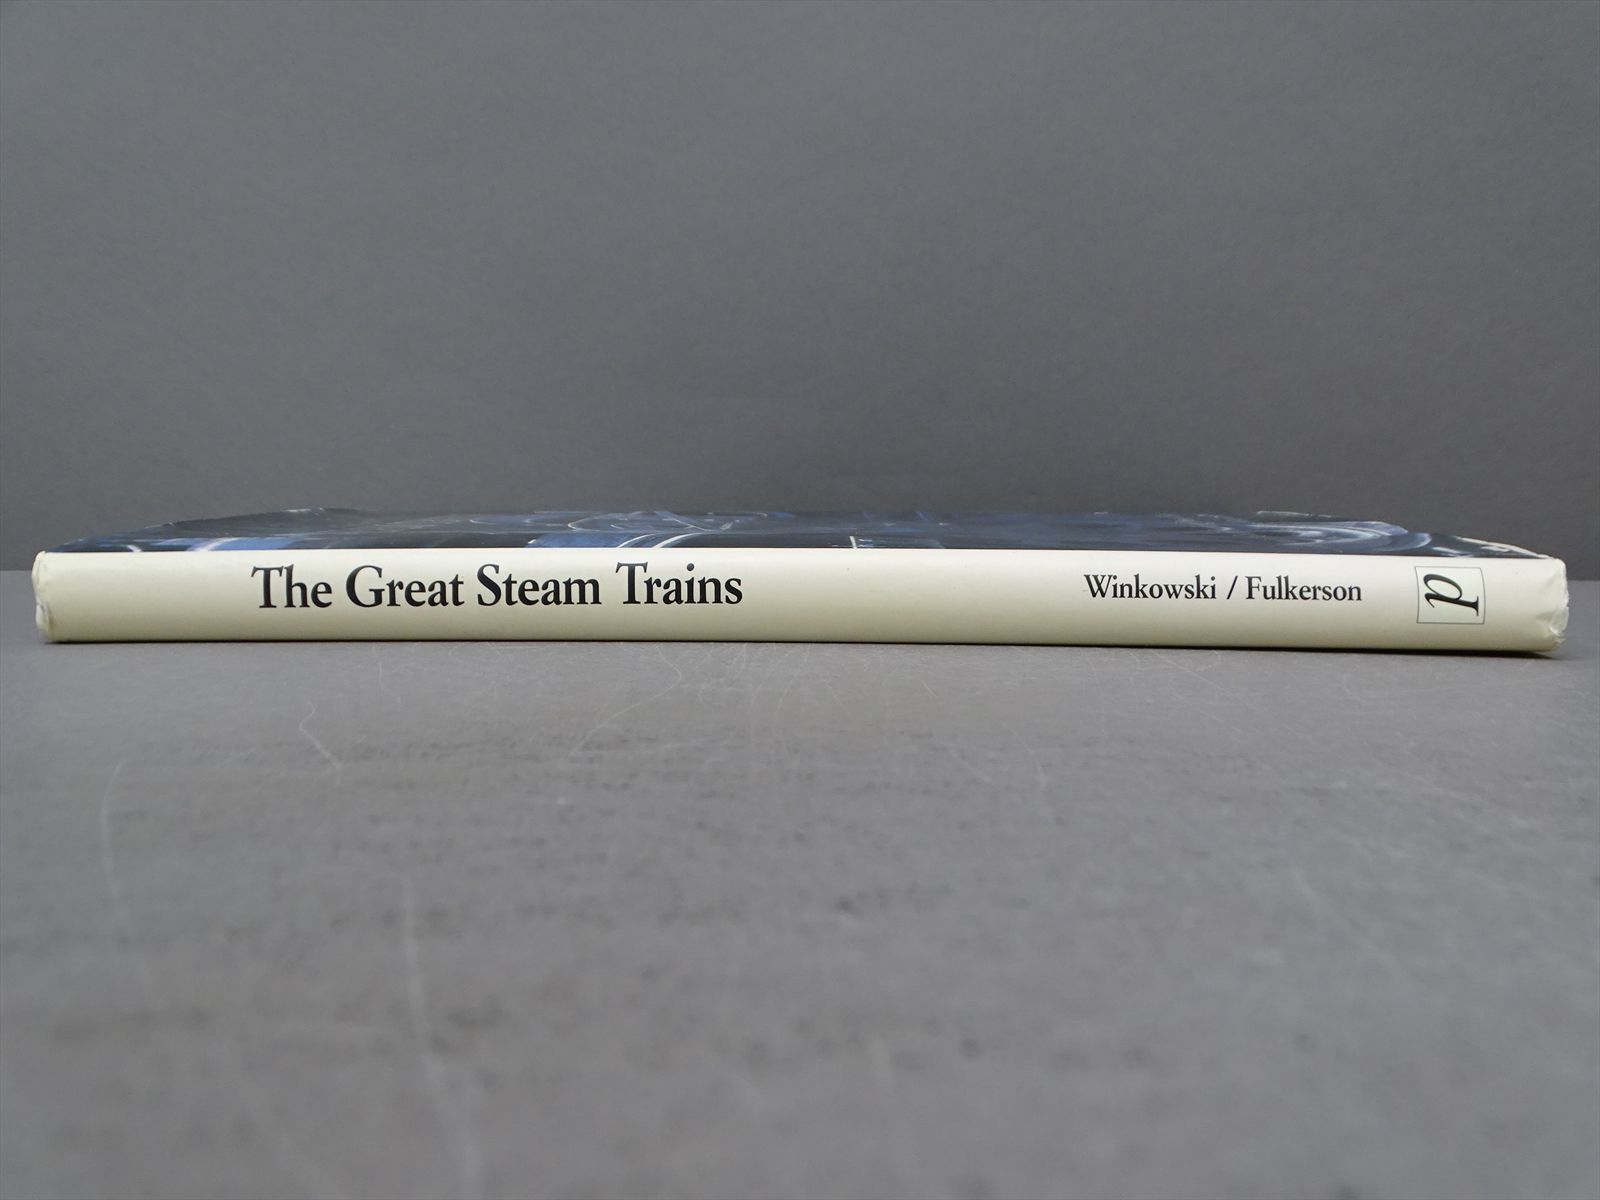 The Great Steam Trains
Winkowski / Fulkerson
p